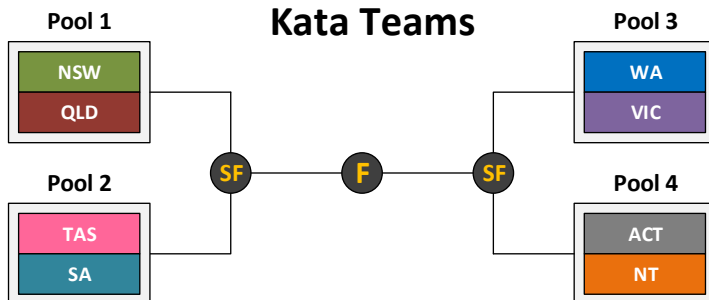 Kata Teams
Pool 1
NSW
QLD
Pool 2
TAS
SA
SF
F
SF
Pool 3
WA
VIC
Pool 4
ACT
NT